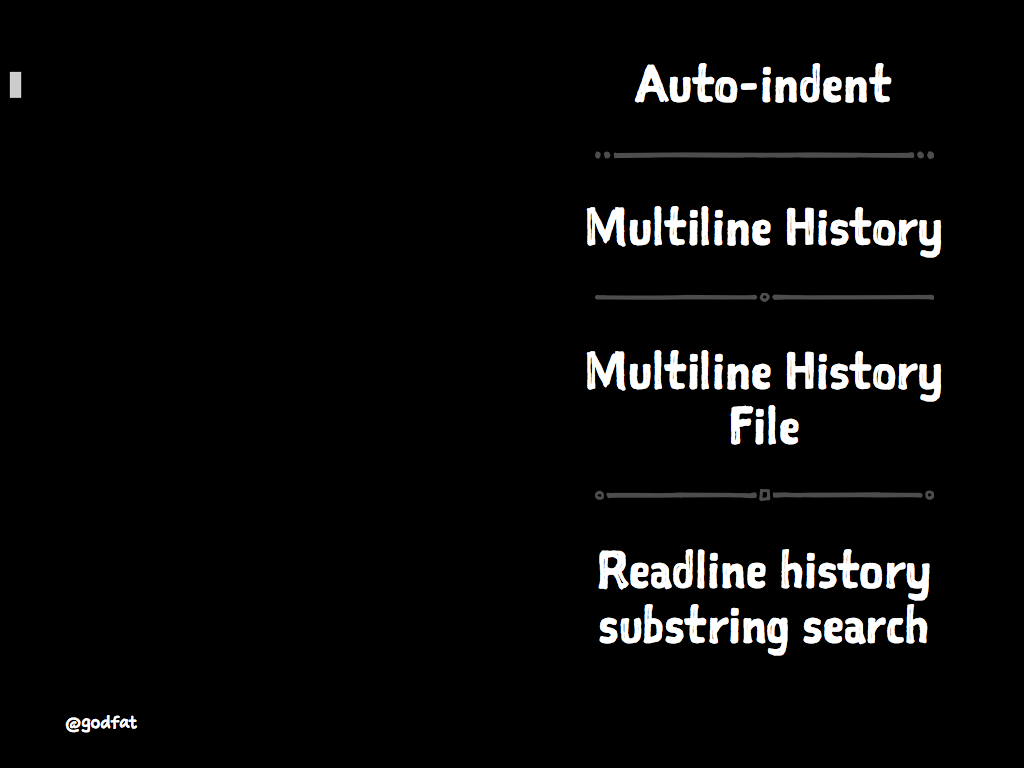 Auto-indent
Multiline History
Multiline History
File
Readline history
substring search
@godfat